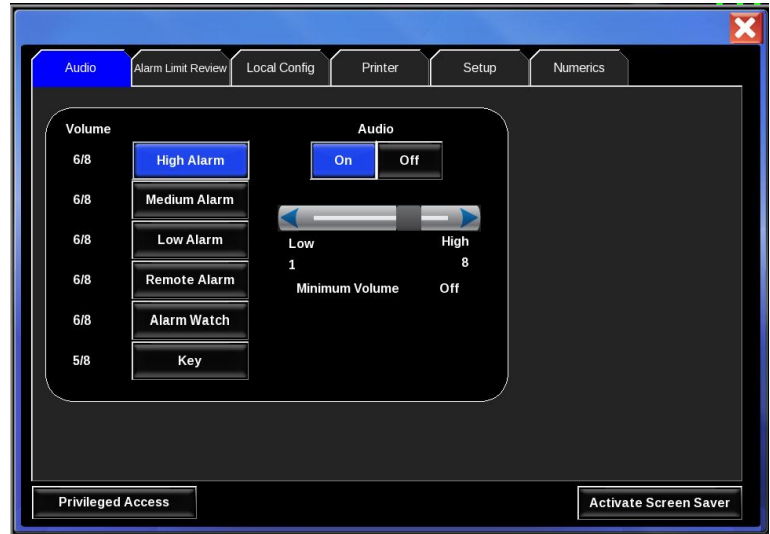 Audio Alarm Limit Review Local Config Printer Setup Numerics
Volume Audio
6/8 High Alarm On Off
6/8 Medium Alarm
6/8 Low Alarm Low High
1 8
6/8 Remote Alarm Minimum Volume Off
6/8 Alarm Watch
5/8 Key
Privileged Access Activate Screen Saver